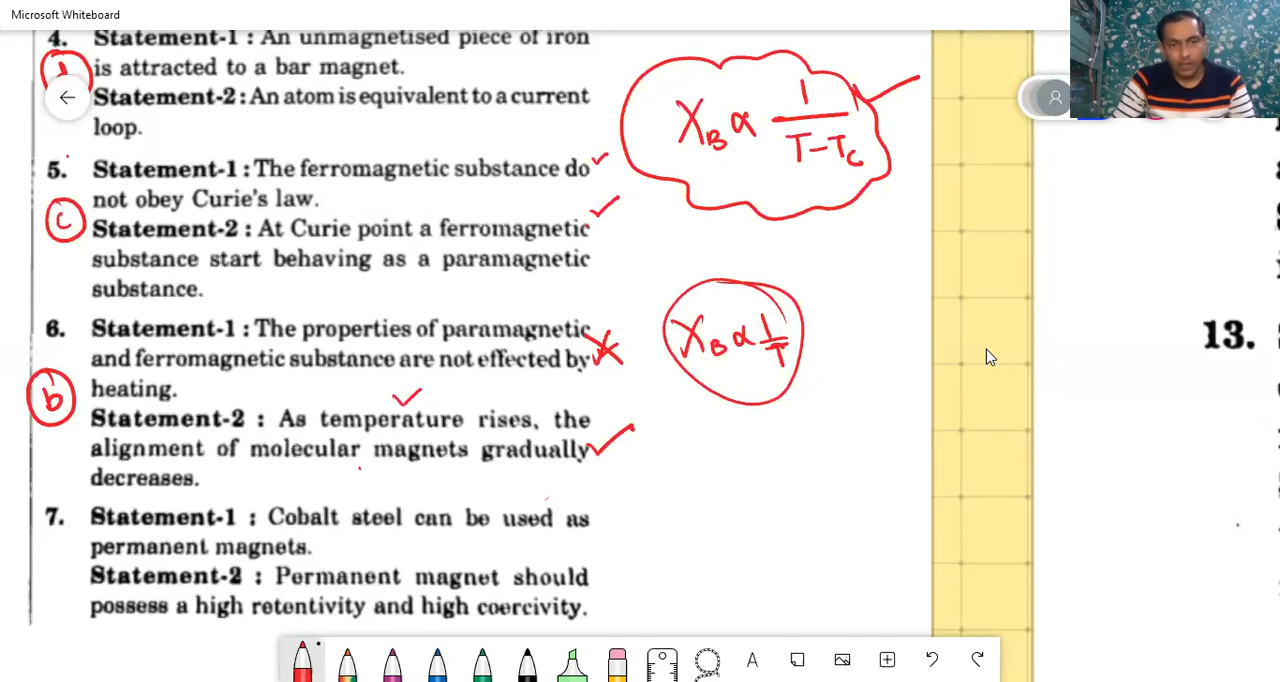 Microsoft Whiteboard
4. Statement-1 : An unmagnetised piece of iron
is attracted to a bar magnet.
Statement-2 : An atom is equivalent to a current
loop.
5. Statement-1 : The ferromagnetic substance do
not obey Curie's law.
c
Statement-2 : At Curie point a ferromagnetic
substance start behaving as a paramagnetic
substance.
6. Statement-1 : The properties of paramagnetic
and ferromagnetic substance are not effected by
heating.
b
Statement-2 : As temperature rises, the
alignment of molecular magnets gradually
decreases.
7. Statement-1 : Cobalt steel can be used as
permanent magnets.
Statement-2 : Permanent magnet should
possess a high retentivity and high coercivity.
X_B ∝ 1/(T-T_C)
X_B ∝ 1/T
13.
A